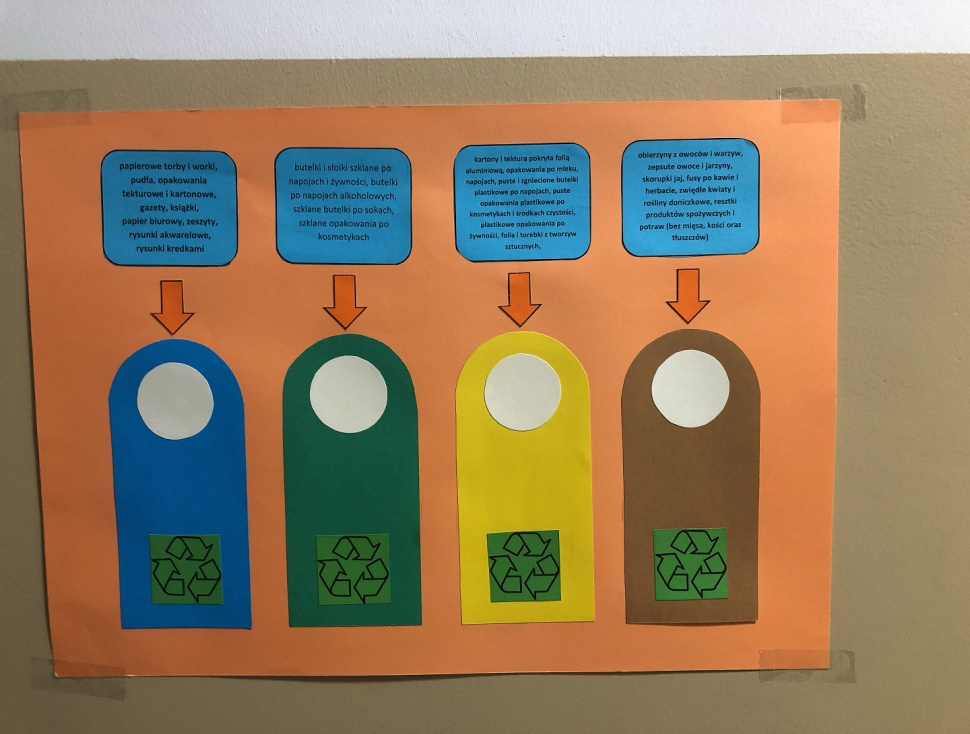 papierowe torby i worki,
pudła, opakowania
tekturowe i kartonowe,
gazety, książki,
papier biurowy, zeszyty,
rysunki akwarelowe,
rysunki kredkami
butelki i słoiki szklane po
napojach i żywności, butelki
po napojach alkoholowych,
szklane butelki po sokach,
szklane opakowania po
kosmetykach
kartony i tektura pokryta folią
aluminiową, opakowania po mleku,
napojach, puste i zgniecione butelki
plastikowe po napojach, puste
opakowania plastikowe po
kosmetykach i środkach czystości,
plastikowe opakowania po
żywności, folia i torebki z tworzyw
sztucznych,
obierzyny z owoców i warzyw,
zepsute owoce i jarzyny,
skorupki jaj, fusy po kawie i
herbacie, zwiędłe kwiaty i
rośliny doniczkowe, resztki
produktów spożywczych i
potraw (bez mięsa, kości oraz
tłuszczów)